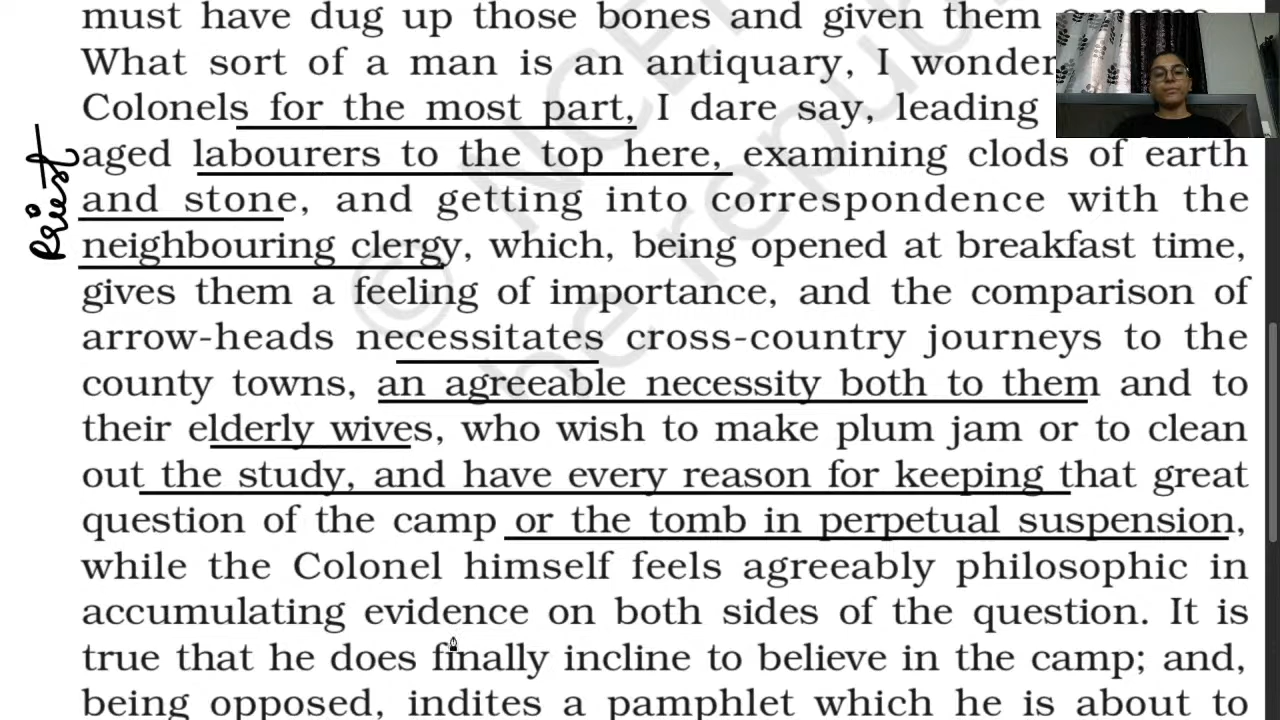 must have dug up those bones and given them a name.
What sort of a man is an antiquary, I wonder
Colonels for the most part, I dare say, leading
aged labourers to the top here, examining clods of earth
and stone, and getting into correspondence with the
neighbouring clergy, which, being opened at breakfast time,
gives them a feeling of importance, and the comparison of
arrow-heads necessitates cross-country journeys to the
county towns, an agreeable necessity both to them and to
their elderly wives, who wish to make plum jam or to clean
out the study, and have every reason for keeping that great
question of the camp or the tomb in perpetual suspension,
while the Colonel himself feels agreeably philosophic in
accumulating evidence on both sides of the question. It is
true that he does finally incline to believe in the camp; and,
being opposed, indites a pamphlet which he is about to
Priest
© NCE
he repub